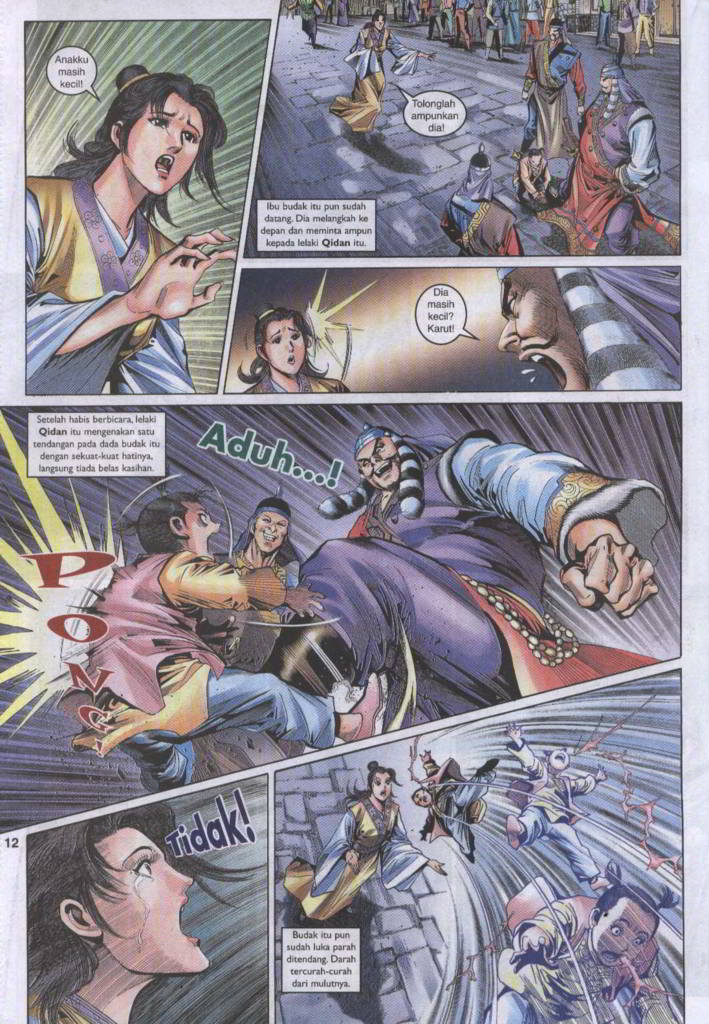 Anakku
masih
kecil!
Tolonglah
ampunkan
dia!
Ibu budak itu pun sudah
datang. Dia melangkah ke
depan dan meminta ampun
kepada lelaki Qidan itu.
Dia
masih
kecil?
Karut!
Setelah habis berbicara, lelaki
Qidan itu mengenakan satu
tendangan pada dada budak itu
dengan sekuat-kuat hatinya,
langsung tiada belas kasihan.
Aduh...!
PONG!
Tidak!
Budak itu pun
sudah luka parah
ditendang. Darah
tercurah-curah
dari mulutnya.
12